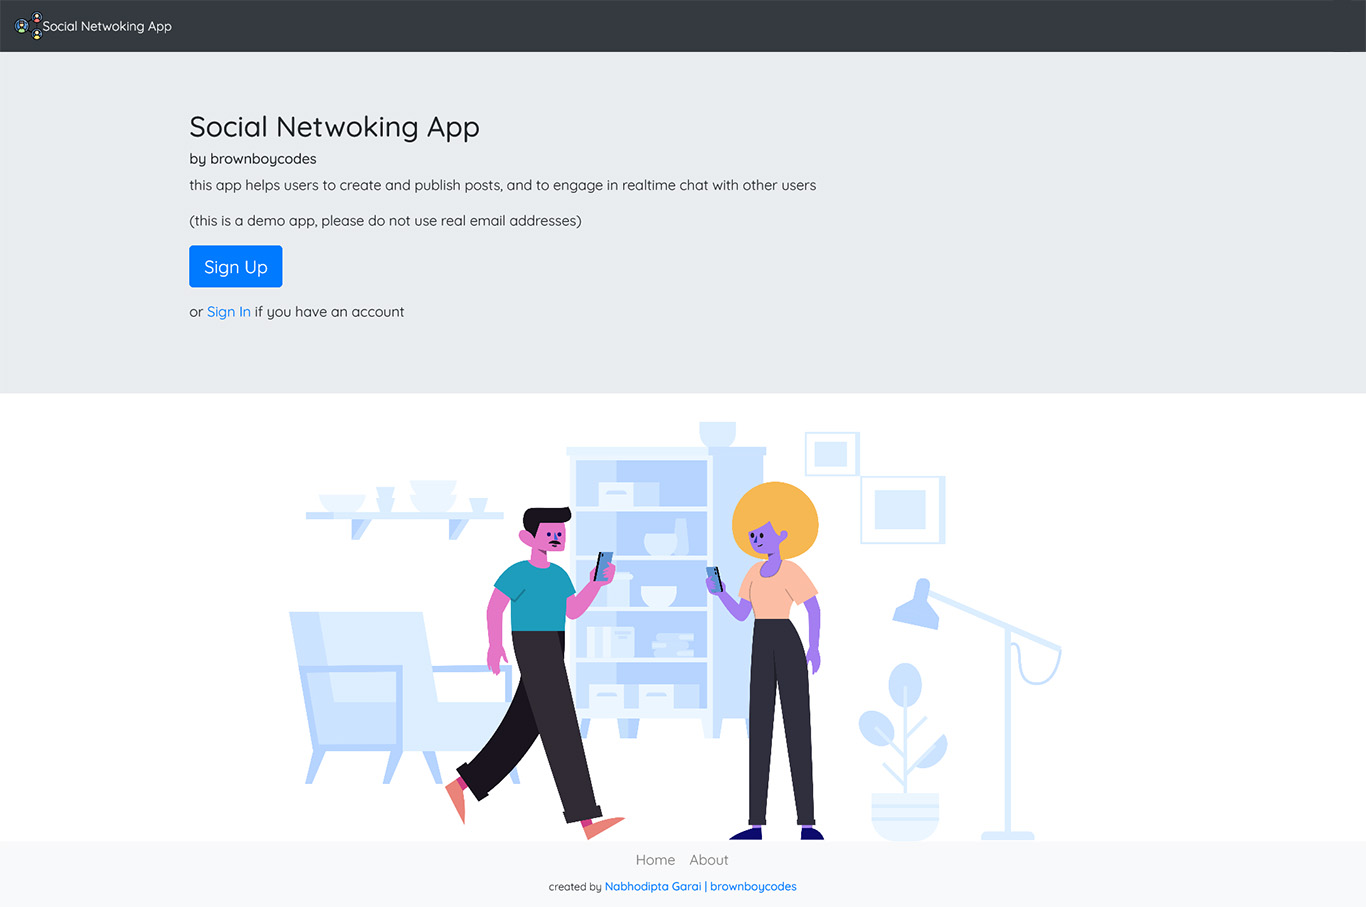 Social Netwoking App
Social Netwoking App
by brownboycodes
this app helps users to create and publish posts, and to engage in realtime chat with other users
(this is a demo app, please do not use real email addresses)
Sign Up
or Sign In if you have an account
Home About
created by Nabhodipta Garai | brownboycodes